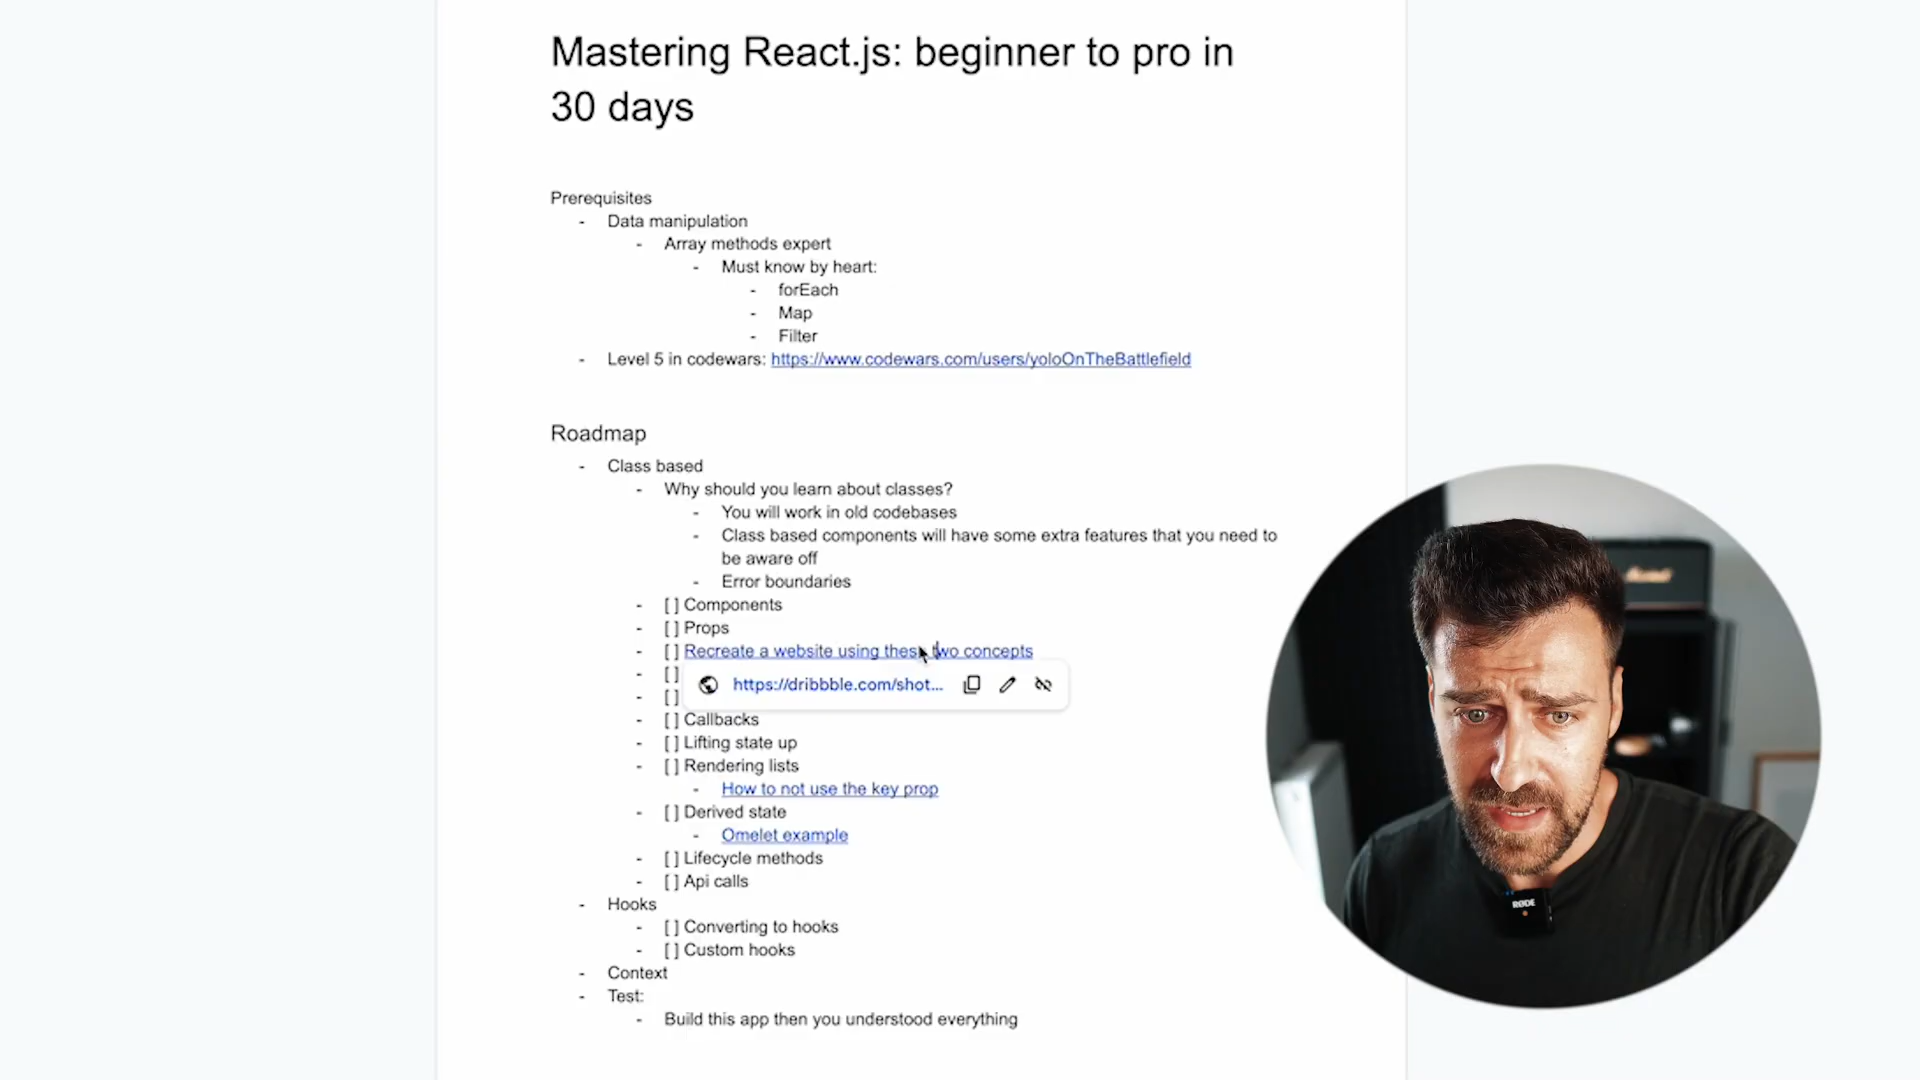 Mastering React.js: beginner to pro in
30 days
Prerequisites
- Data manipulation
- Array methods expert
- Must know by heart:
- forEach
- Map
- Filter
- Level 5 in codewars: https://www.codewars.com/users/yoloOnTheBattlefield
Roadmap
- Class based
- Why should you learn about classes?
- You will work in old codebases
- Class based components will have some extra features that you need to
be aware off
- Error boundaries
- [ ] Components
- [ ] Props
- [ ] Recreate a website using these two concepts
- [ ]
https://dribbble.com/shot...
- [ ]
- [ ] Callbacks
- [ ] Lifting state up
- [ ] Rendering lists
- How to not use the key prop
- [ ] Derived state
- Omelet example
- [ ] Lifecycle methods
- [ ] Api calls
- Hooks
- [ ] Converting to hooks
- [ ] Custom hooks
- Context
- Test:
- Build this app then you understood everything
RØDE